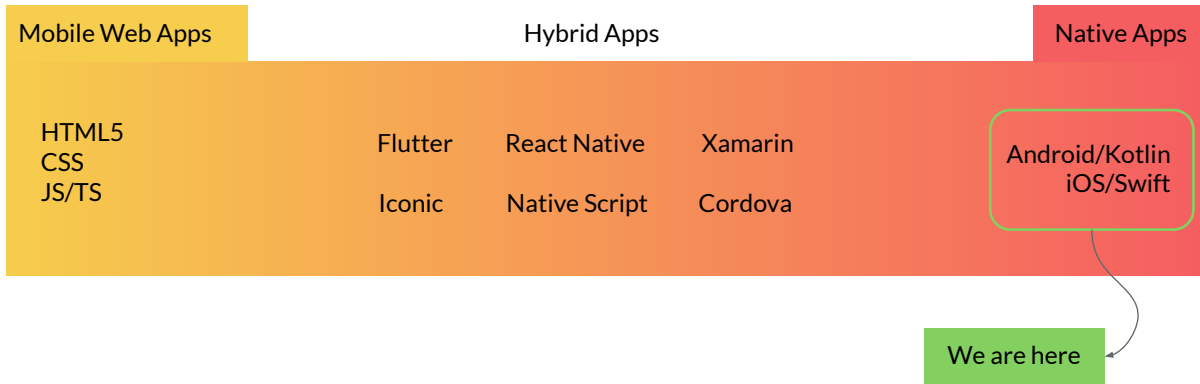 Mobile Web Apps
Hybrid Apps
Native Apps
HTML5
CSS
JS/TS
Flutter
React Native
Xamarin
Iconic
Native Script
Cordova
Android/Kotlin
iOS/Swift
We are here